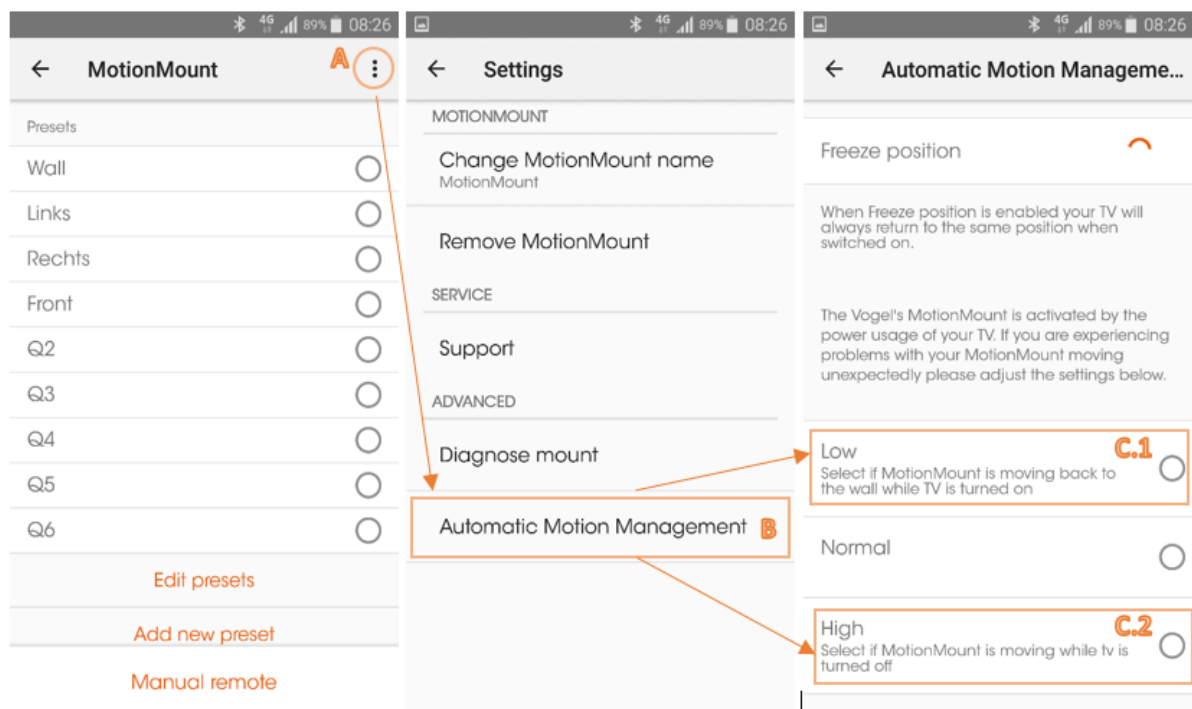 4G 89% 08:26
MotionMount A
Presets
Wall
Links
Rechts
Front
Q2
Q3
Q4
Q5
Q6
Edit presets
Add new preset
Manual remote
4G 89% 08:26
Settings
MOTIONMOUNT
Change MotionMount name
MotionMount
Remove MotionMount
SERVICE
Support
ADVANCED
Diagnose mount
Automatic Motion Management B
4G 89% 08:26
Automatic Motion Manageme...
Freeze position
When Freeze position is enabled your TV will
always return to the same position when
switched on.
The Vogel's MotionMount is activated by the
power usage of your TV. If you are experiencing
problems with your MotionMount moving
unexpectedly please adjust the settings below.
Low C.1
Select if MotionMount is moving back to
the wall while TV is turned on
Normal
High C.2
Select if MotionMount is moving while tv is
turned off